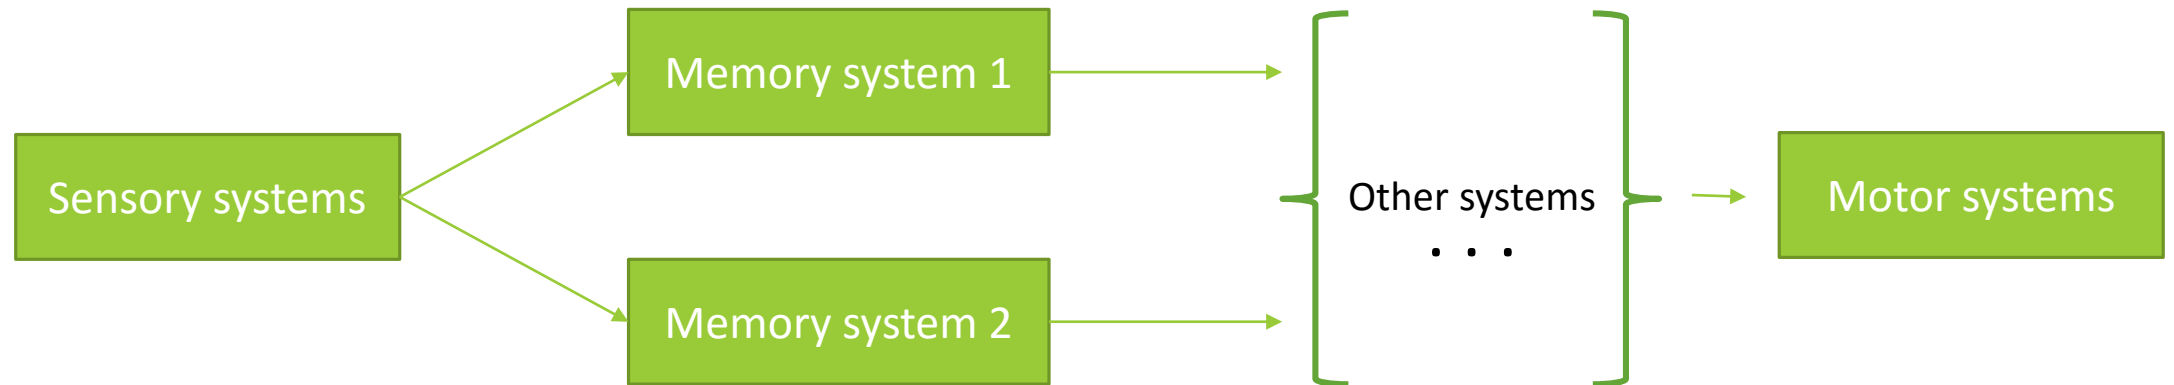 Memory system 1
Sensory systems
Other systems
. . .
Motor systems
Memory system 2